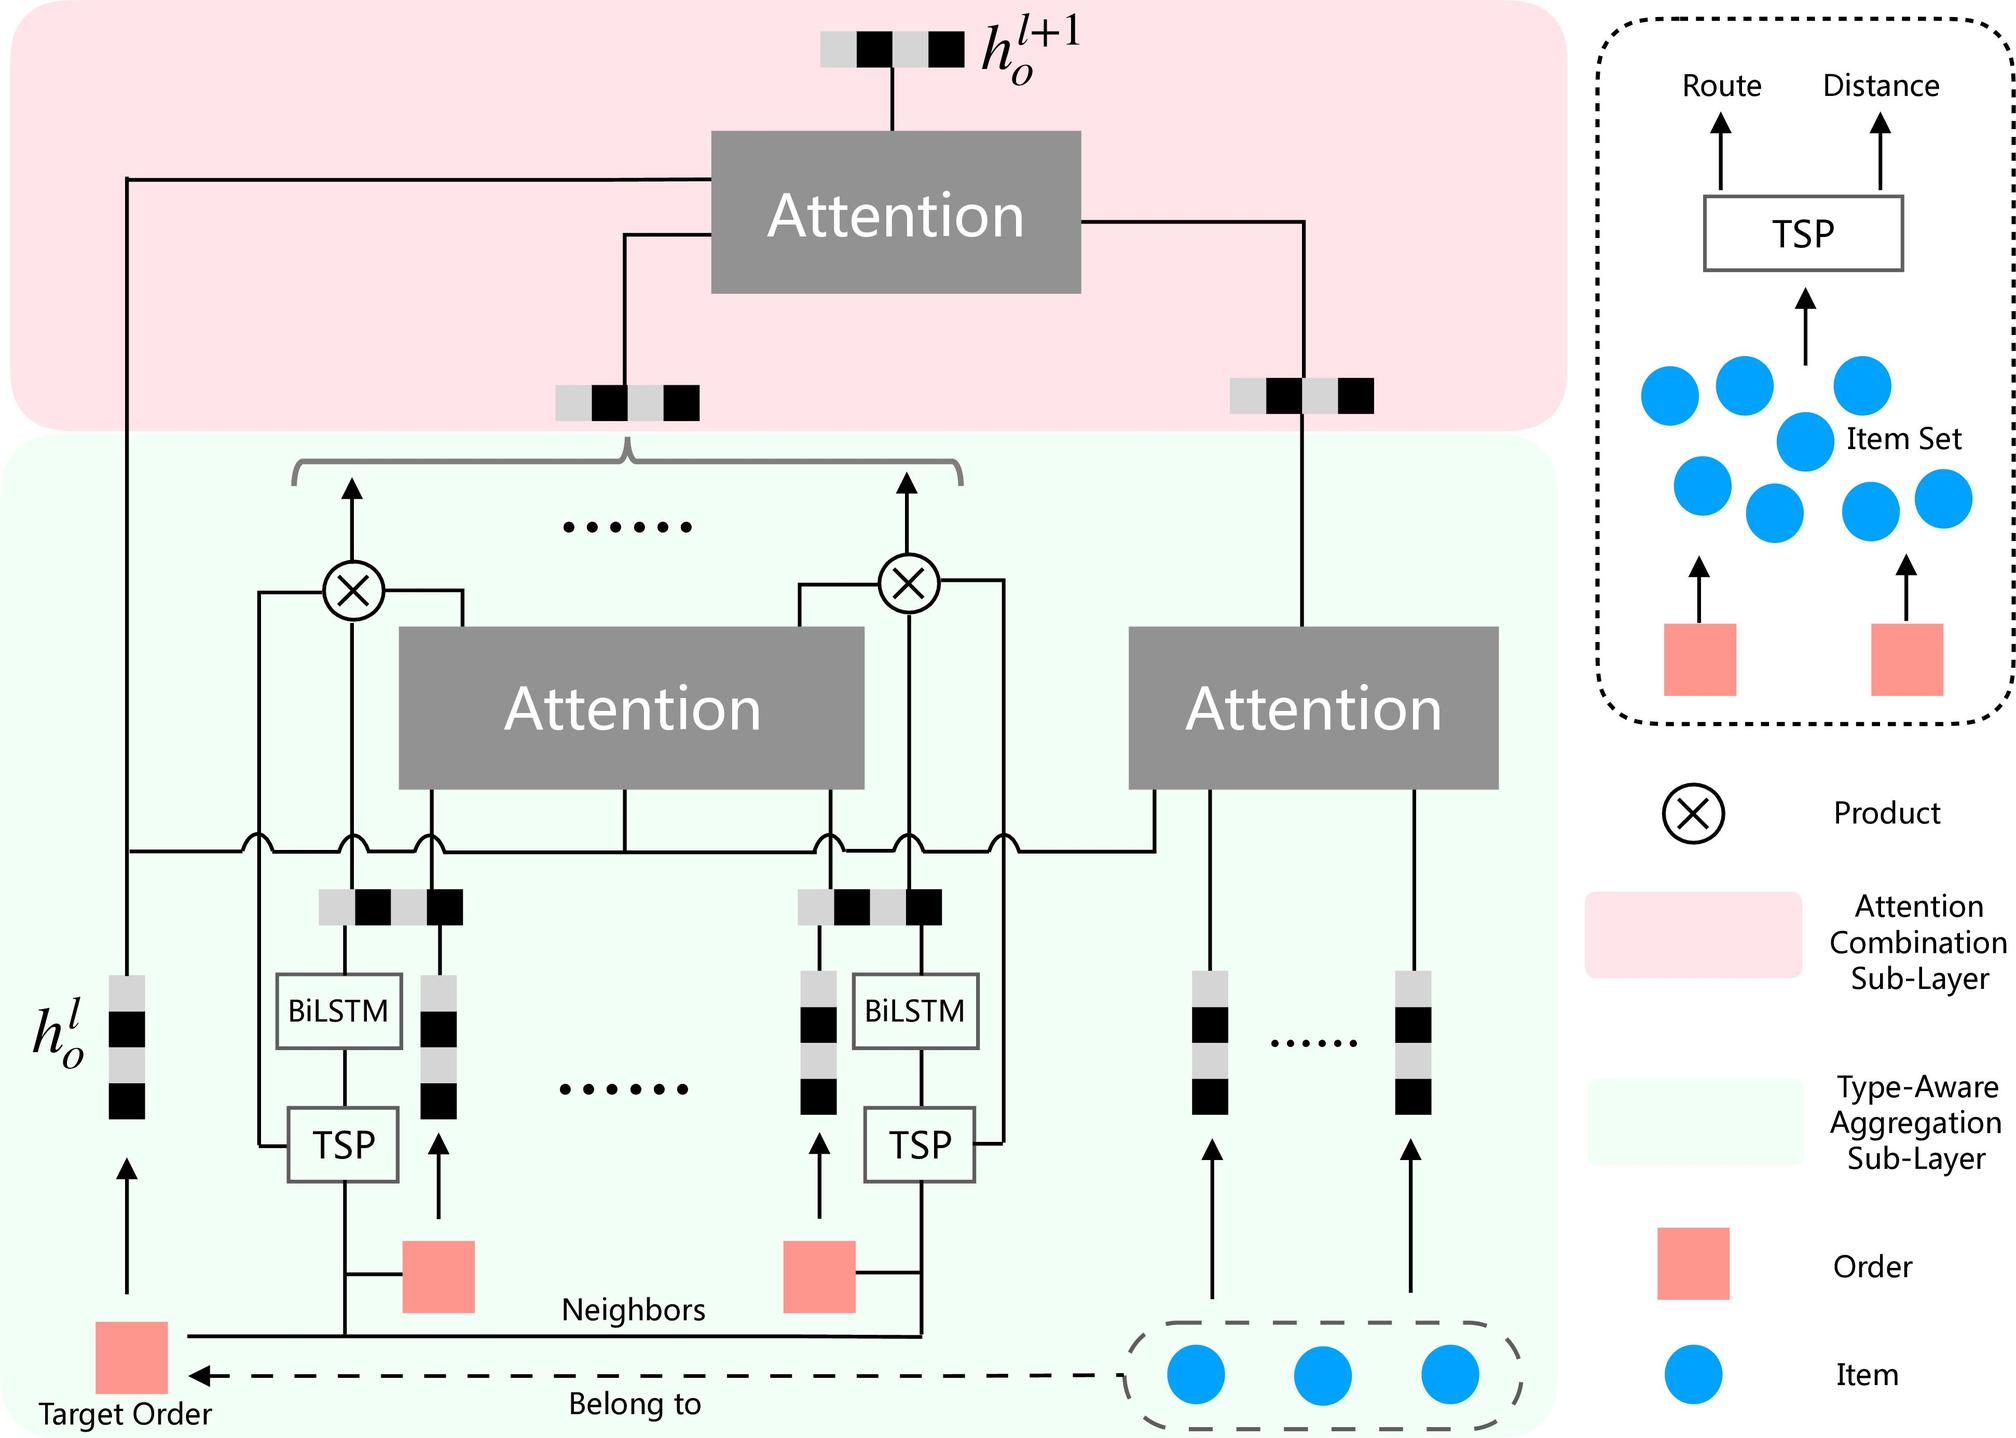 h_o^{l+1}
Attention
Attention
Attention
BiLSTM
BiLSTM
h_o^l
TSP
TSP
Neighbors
Belong to
Target Order
Route
Distance
TSP
Item Set
Product
Attention
Combination
Sub-Layer
Type-Aware
Aggregation
Sub-Layer
Order
Item